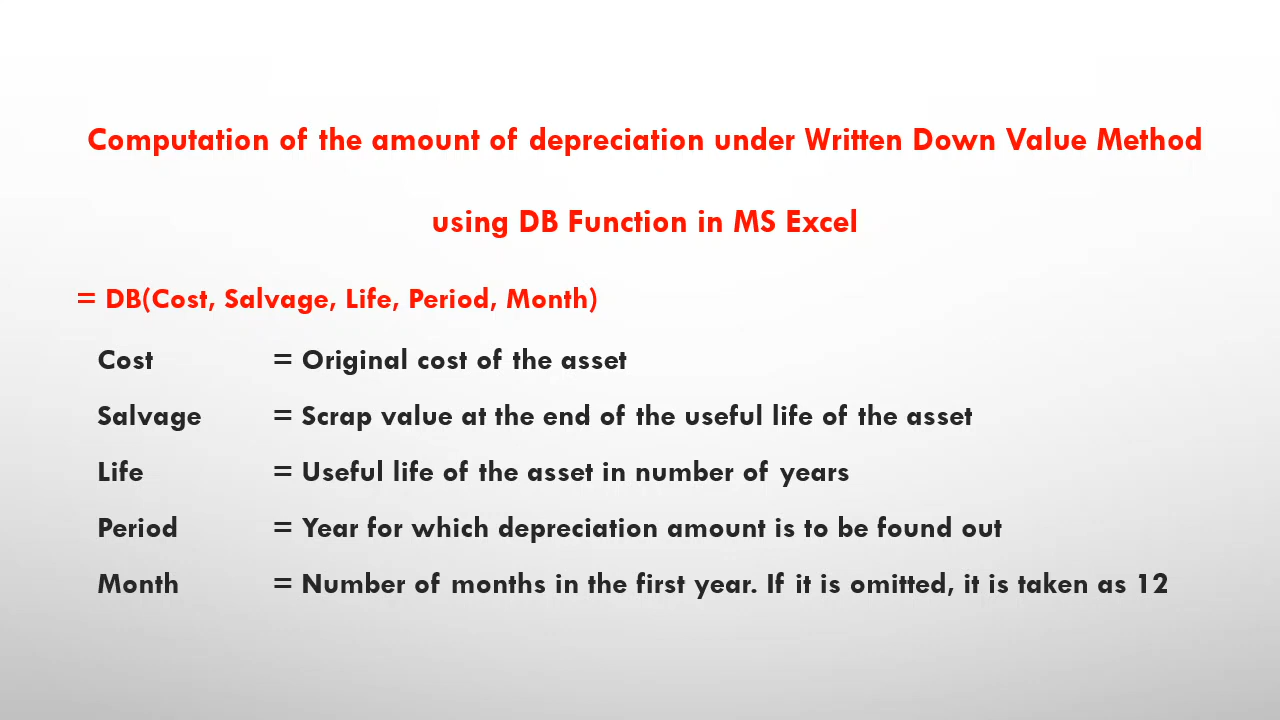 Computation of the amount of depreciation under Written Down Value Method
using DB Function in MS Excel
= DB(Cost, Salvage, Life, Period, Month)
Cost = Original cost of the asset
Salvage = Scrap value at the end of the useful life of the asset
Life = Useful life of the asset in number of years
Period = Year for which depreciation amount is to be found out
Month = Number of months in the first year. If it is omitted, it is taken as 12